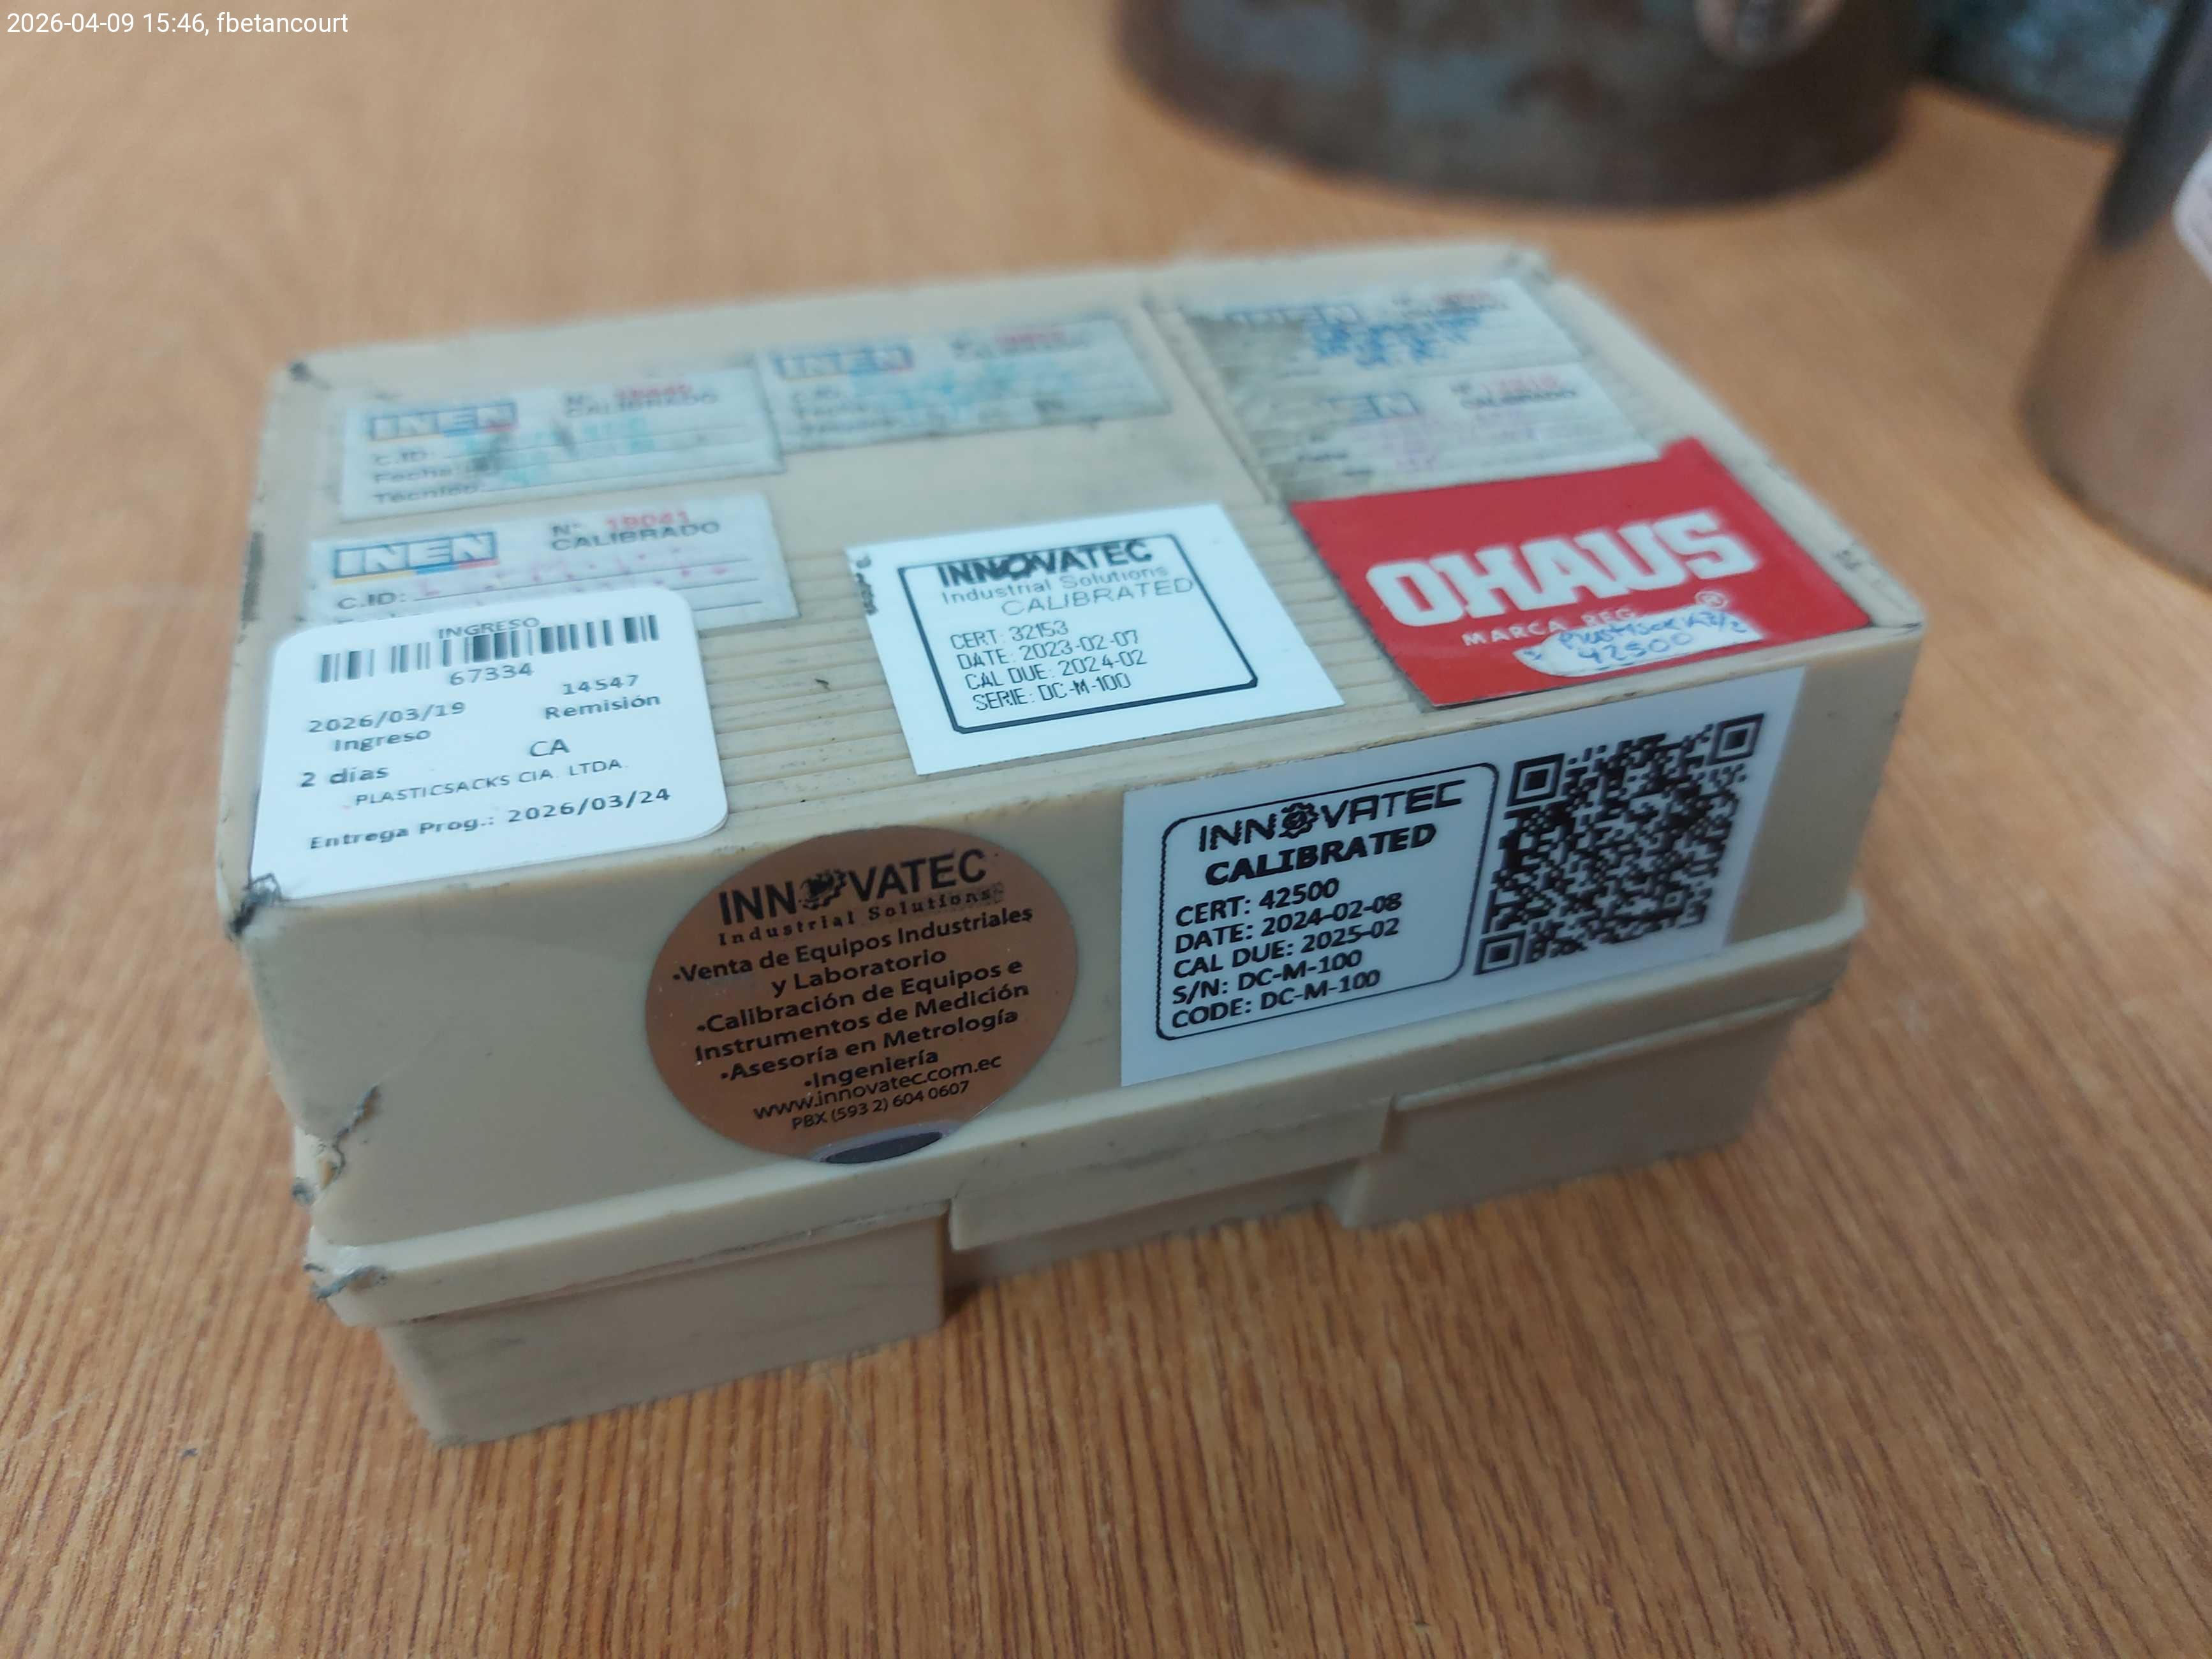 2026-04-09 15:46, fbetancourt
INEN
CALIBRADO
C.ID:
Fecha:
Técnico:
INEN
INEN
Nº 19041
CALIBRADO
C.ID:
CALIBRADO
OHAUS
MARCA REG ®
42500
INNOVATEC
Industrial Solutions
CALIBRATED
CERT: 32153
DATE: 2023-02-07
CAL DUE: 2024-02
SERIE: DC-M-100
INGRESO
67334
2026/03/19
Ingreso
14547
Remisión
2 días
CA
PLASTICSACKS CIA. LTDA.
Entrega Prog.: 2026/03/24
INNOVATEC
Industrial Solutions
•Venta de Equipos Industriales
y Laboratorio
•Calibración de Equipos e
Instrumentos de Medición
•Asesoría en Metrología
•Ingeniería
www.innovatec.com.ec
PBX (593 2) 604 0607
INNOVATEC
CALIBRATED
CERT: 42500
DATE: 2024-02-08
CAL DUE: 2025-02
S/N: DC-M-100
CODE: DC-M-100